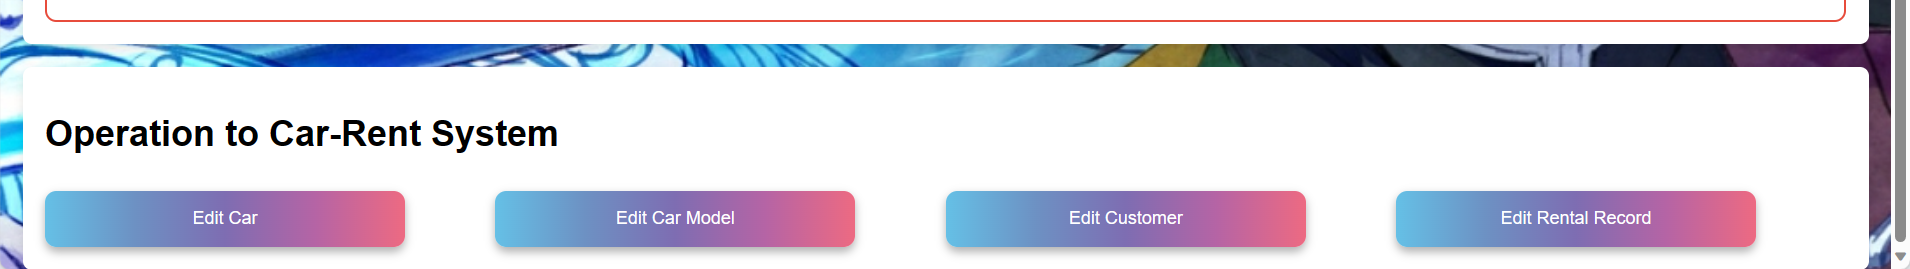 Operation to Car-Rent System
Edit Car
Edit Car Model
Edit Customer
Edit Rental Record